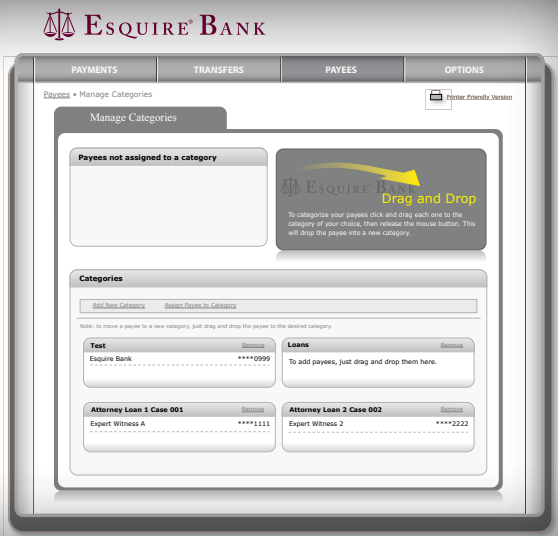 ESQUIRE® BANK
PAYMENTS TRANSFERS PAYEES OPTIONS
Payees • Manage Categories
Printer Friendly Version
Manage Categories
Payees not assigned to a category
ESQUIRE BANK
Drag and Drop
To categorize your payees click and drag each one to the
category of your choice, then release the mouse button. This
will drop the payee into a new category.
Categories
Add New Category Assign Payee to Category
Note: to move a payee to a new category, just drag and drop the payee to the desired category.
Test Remove
Esquire Bank ****0999
Loans Remove
To add payees, just drag and drop them here.
Attorney Loan 1 Case 001 Remove
Expert Witness A ****1111
Attorney Loan 2 Case 002 Remove
Expert Witness 2 ****2222